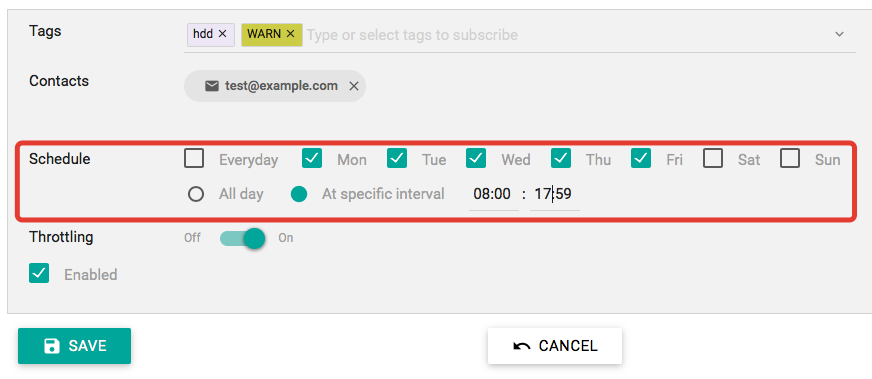 Tags hdd × WARN × Type or select tags to subscribe
Contacts test@example.com ×
Schedule Everyday Mon Tue Wed Thu Fri Sat Sun
All day At specific interval 08:00 : 17:59
Throttling Off On
Enabled
SAVE CANCEL